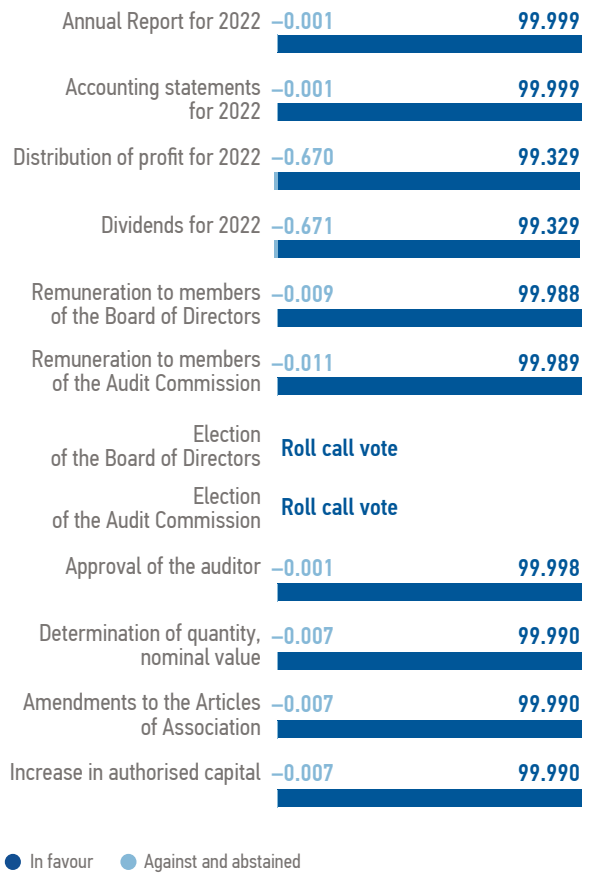 Annual Report for 2022 –0.001 99.999
Accounting statements
for 2022 –0.001 99.999
Distribution of profit for 2022 –0.670 99.329
Dividends for 2022 –0.671 99.329
Remuneration to members
of the Board of Directors –0.009 99.988
Remuneration to members
of the Audit Commission –0.011 99.989
Election
of the Board of Directors Roll call vote
Election
of the Audit Commission Roll call vote
Approval of the auditor –0.001 99.998
Determination of quantity,
nominal value –0.007 99.990
Amendments to the Articles
of Association –0.007 99.990
Increase in authorised capital –0.007 99.990
In favour Against and abstained